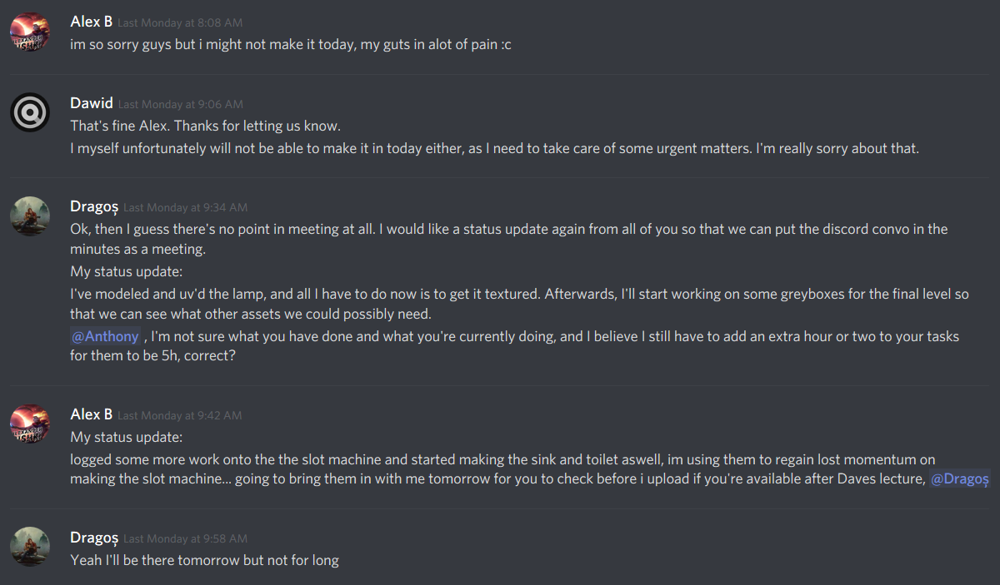 Alex B Last Monday at 8:08 AM
im so sorry guys but i might not make it today, my guts in alot of pain :c
Dawid Last Monday at 9:06 AM
That's fine Alex. Thanks for letting us know.
I myself unfortunately will not be able to make it in today either, as I need to take care of some urgent matters. I'm really sorry about that.
Dragoș Last Monday at 9:34 AM
Ok, then I guess there's no point in meeting at all. I would like a status update again from all of you so that we can put the discord convo in the
minutes as a meeting.
My status update:
I've modeled and uv'd the lamp, and all I have to do now is to get it textured. Afterwards, I'll start working on some greyboxes for the final level so
that we can see what other assets we could possibly need.
@Anthony , I'm not sure what you have done and what you're currently doing, and I believe I still have to add an extra hour or two to your tasks
for them to be 5h, correct?
Alex B Last Monday at 9:42 AM
My status update:
logged some more work onto the the slot machine and started making the sink and toilet aswell, im using them to regain lost momentum on
making the slot machine... going to bring them in with me tomorrow for you to check before i upload if you're available after Daves lecture, @Dragoș
Dragoș Last Monday at 9:58 AM
Yeah I'll be there tomorrow but not for long